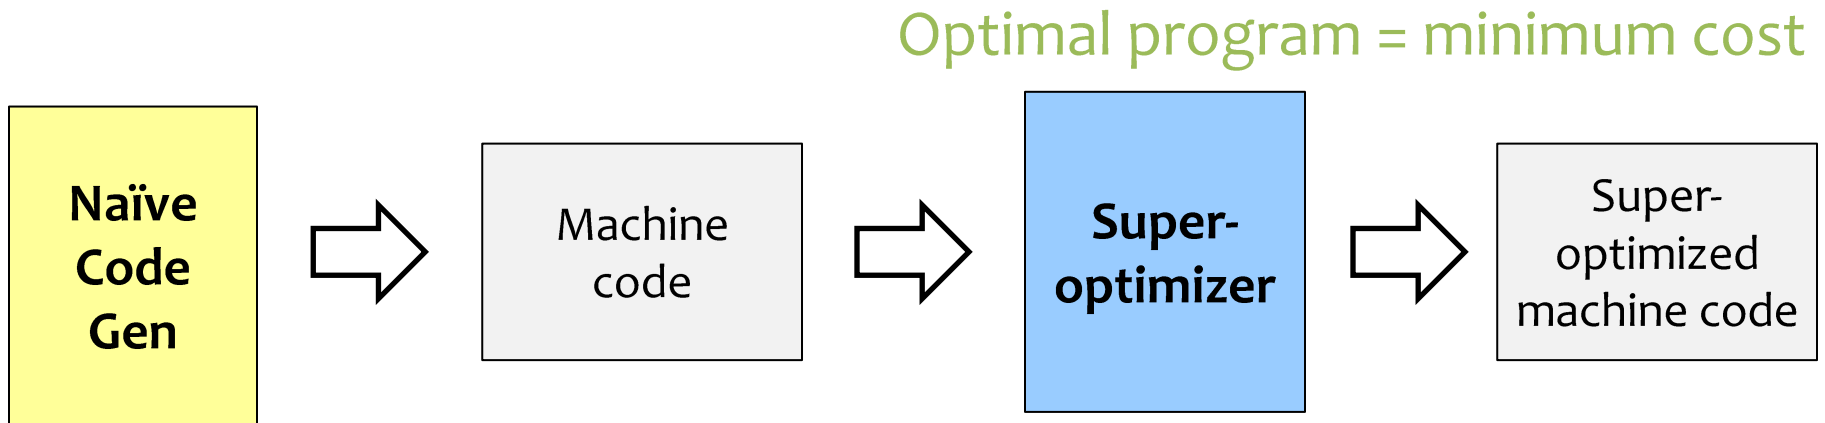 Optimal program = minimum cost
Naïve
Code
Gen
Machine
code
Super-
optimizer
Super-
optimized
machine code